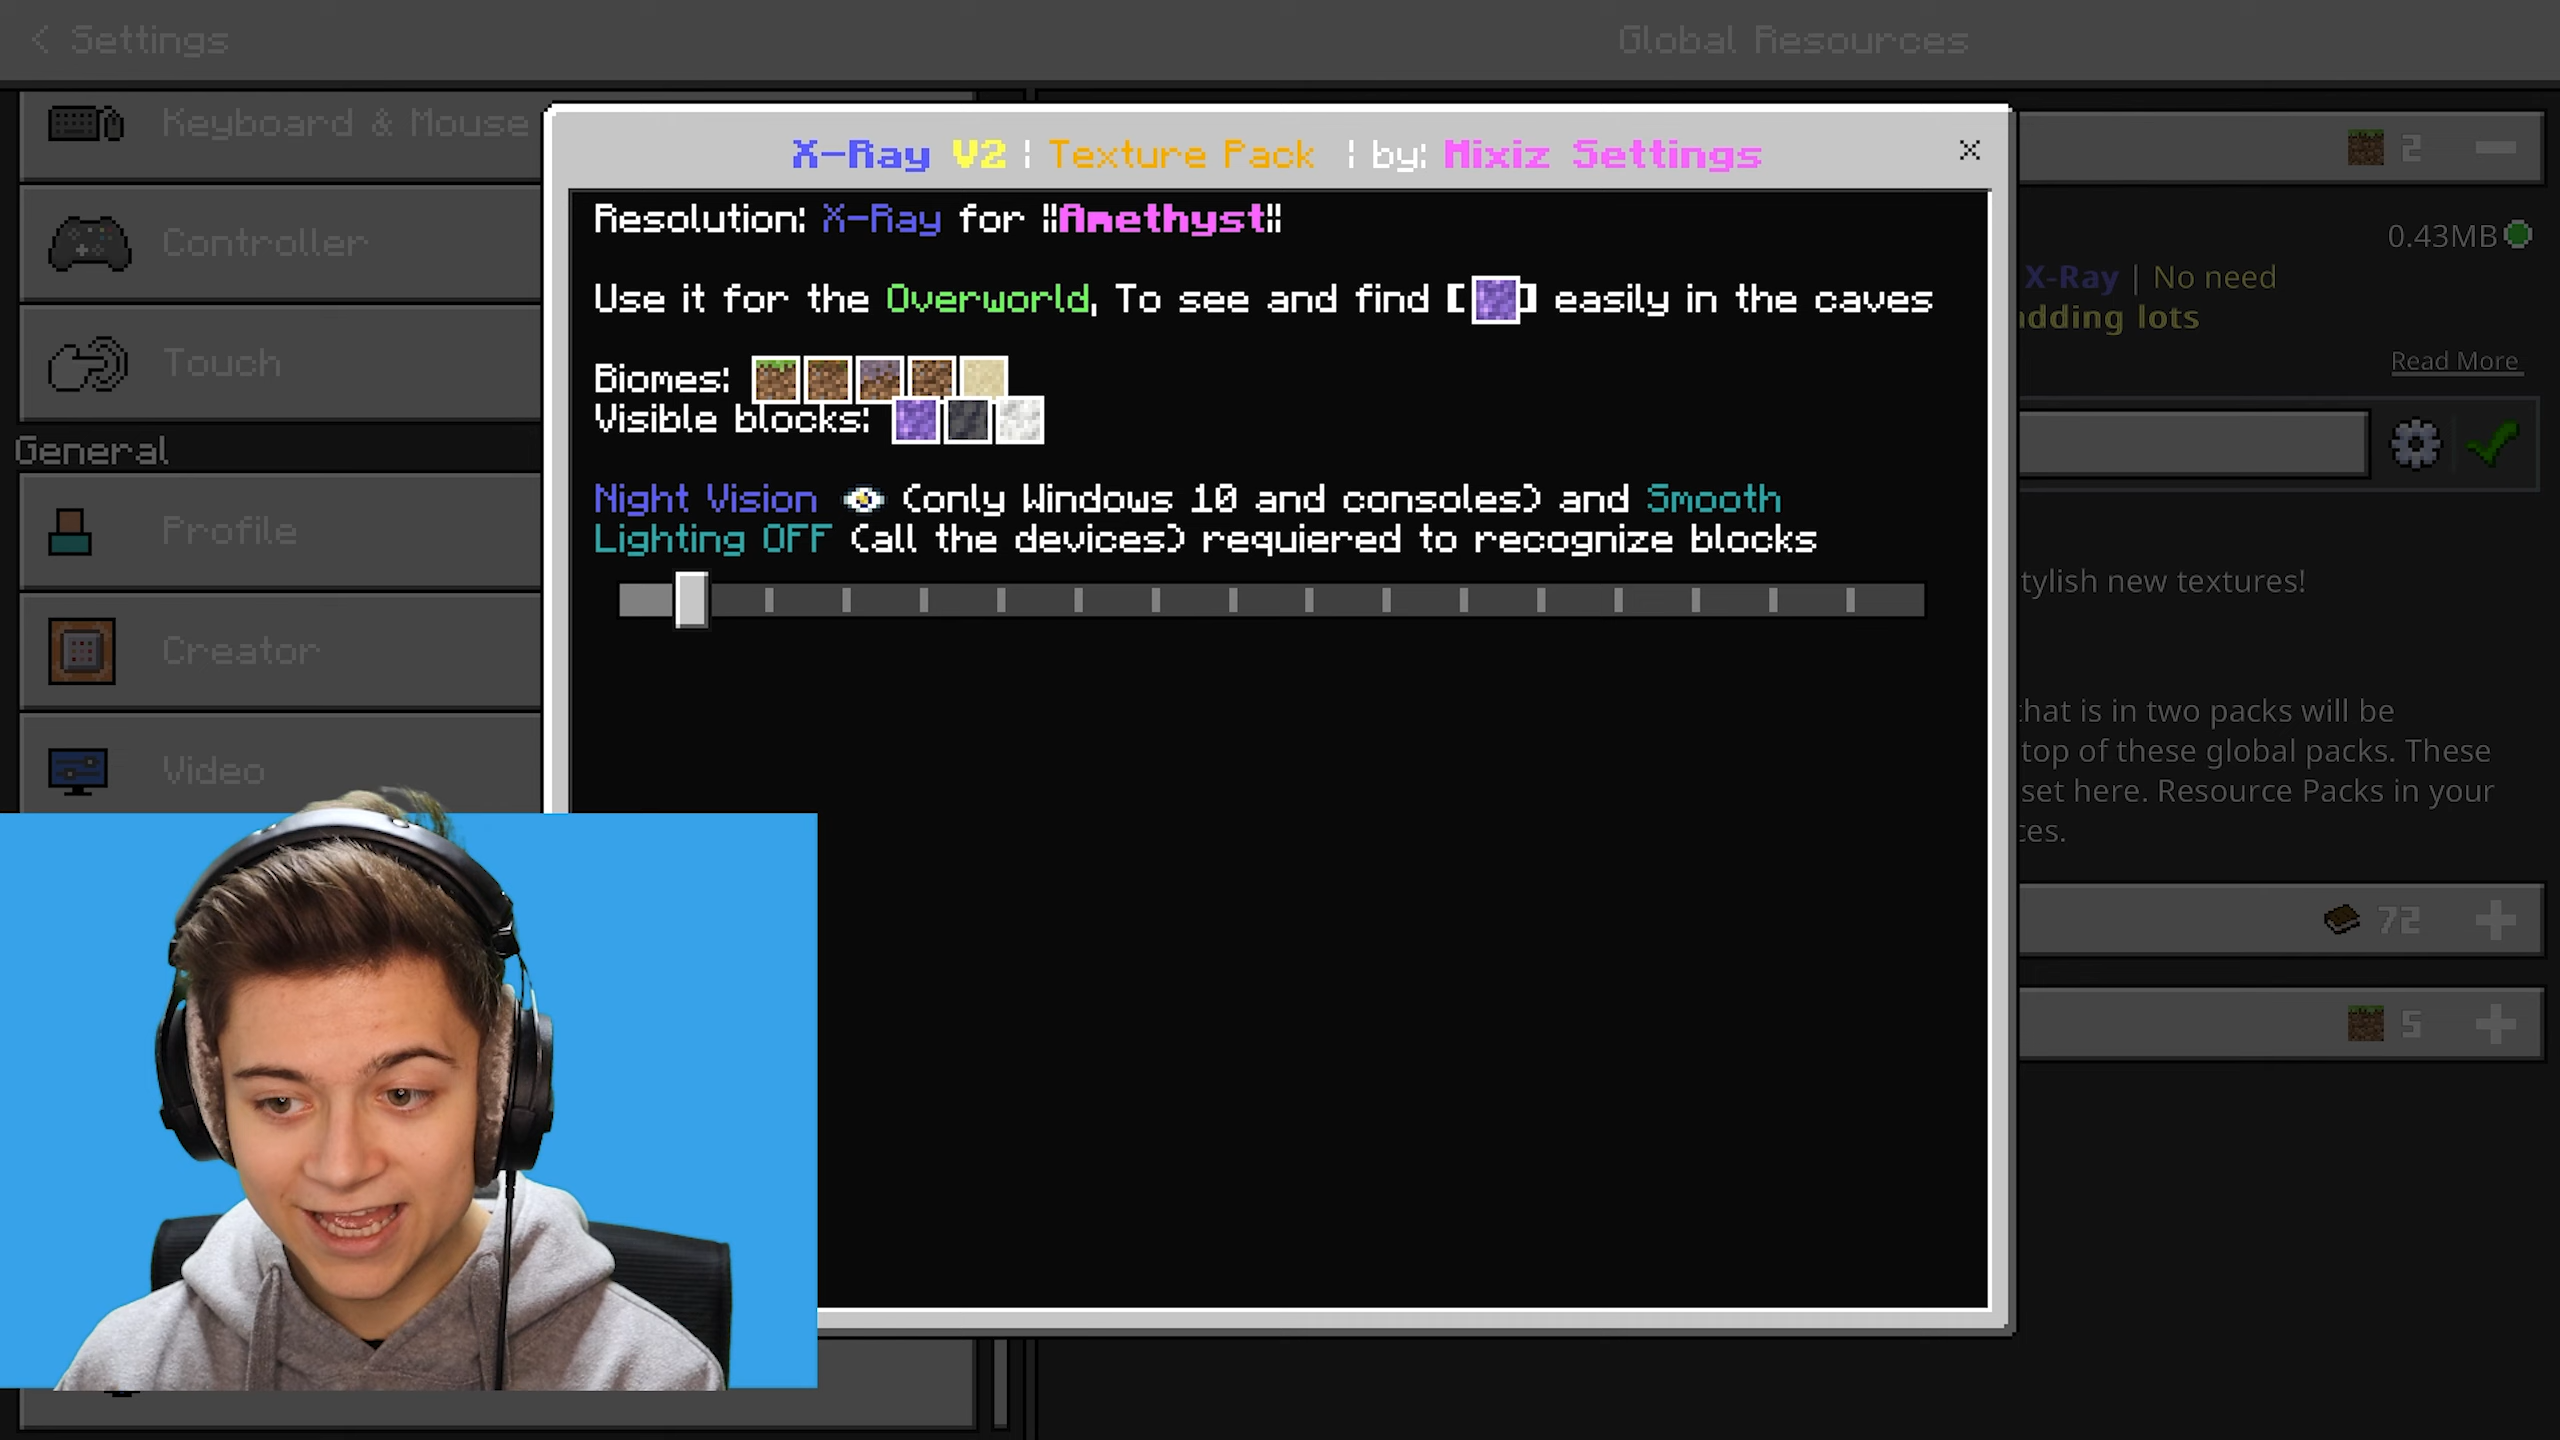 < Settings
Global Resources
Keyboard & Mouse
Controller
Touch
General
Profile
Creator
Video
X-Ray V2 | Texture Pack | by: Mixiz Settings
Resolution: X-Ray for ||Amethyst||
Use it for the Overworld, To see and find [ ] easily in the caves
Biomes:
Visible blocks:
Night Vision (only Windows 10 and consoles) and Smooth
Lighting OFF (all the devices) requiered to recognize blocks
2
0.43MB
X-Ray | No need
adding lots
Read More
tylish new textures!
that is in two packs will be
top of these global packs. These
set here. Resource Packs in your
ces.
72
5